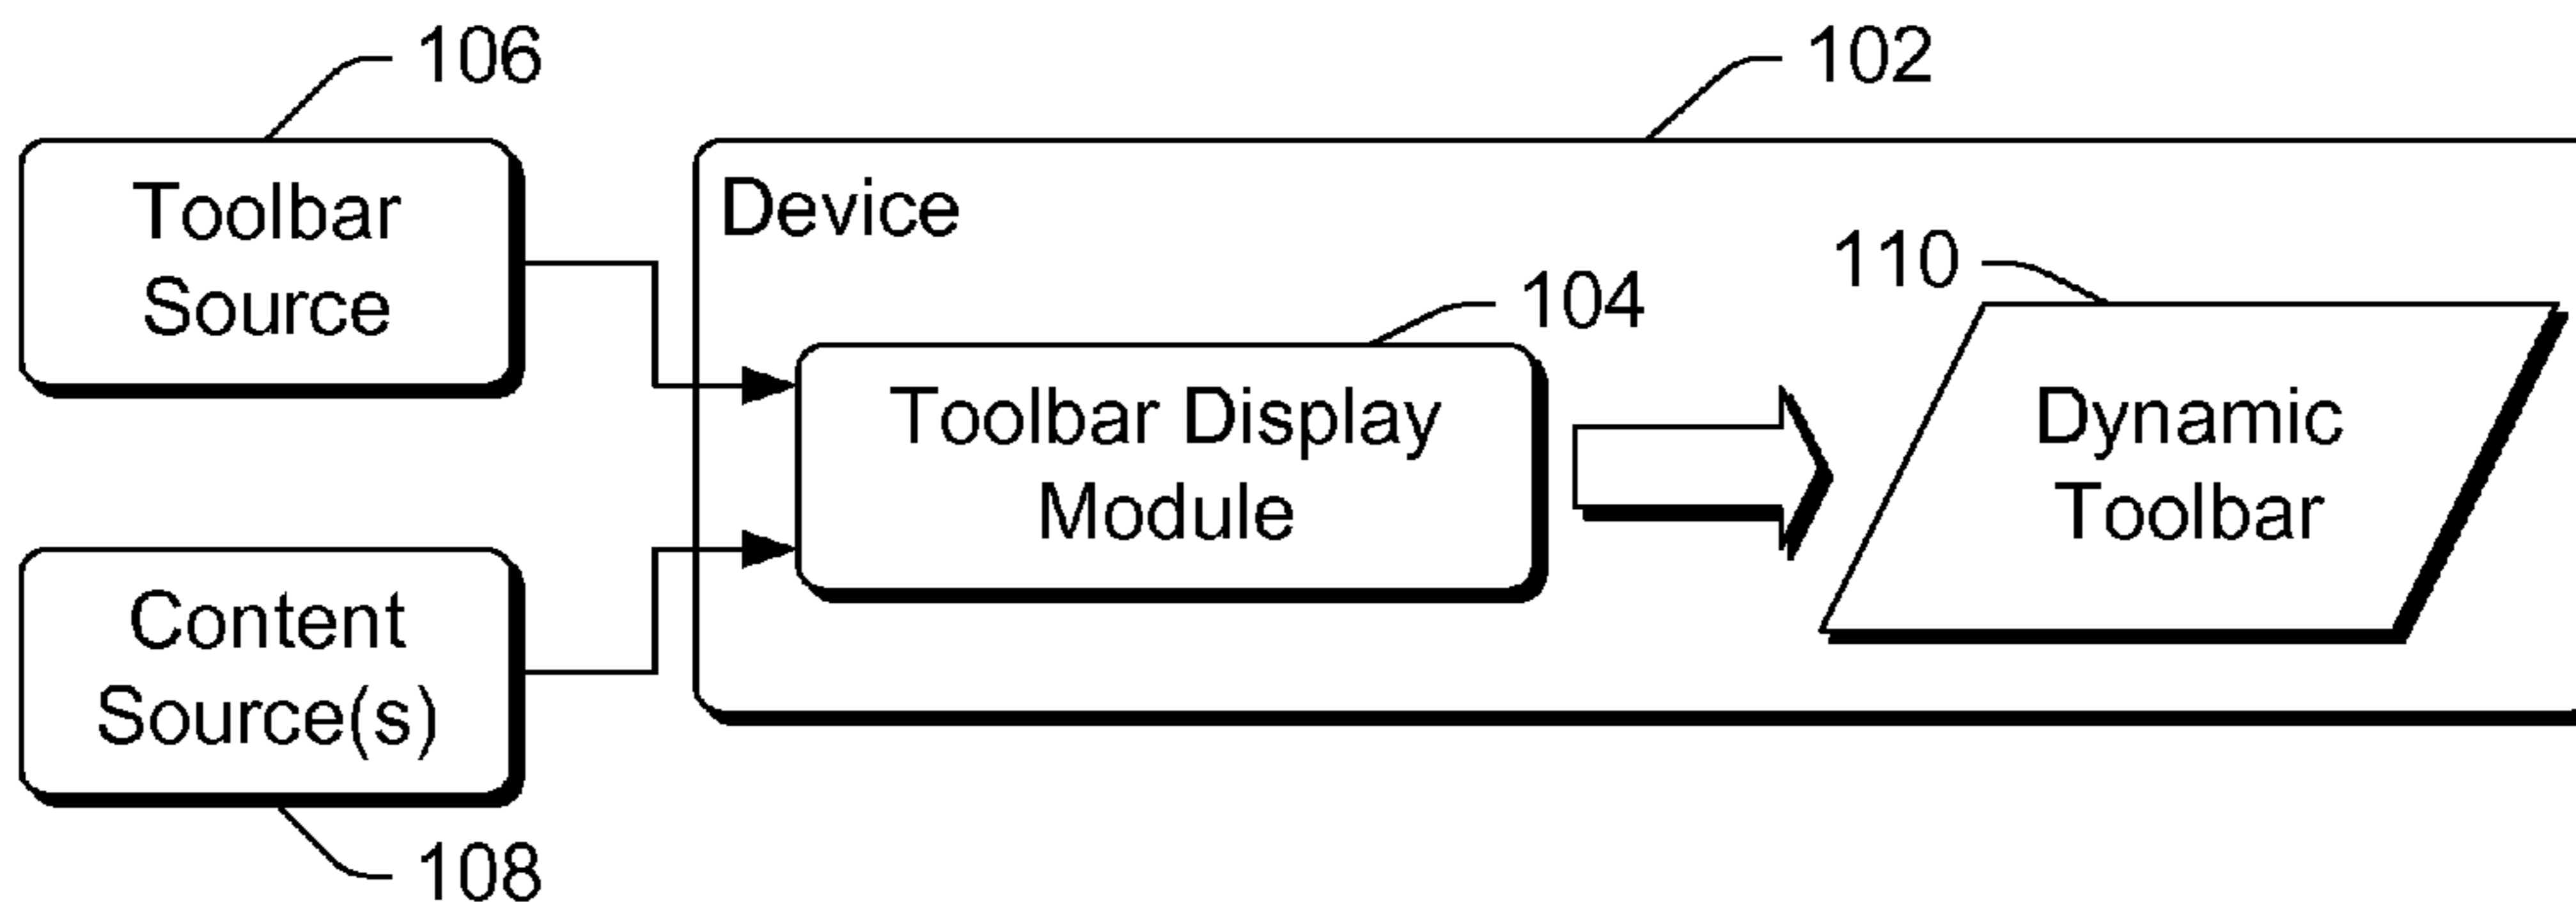 106
102
Toolbar
Source
Device
110
104
Toolbar Display
Module
Dynamic
Toolbar
Content
Source(s)
108